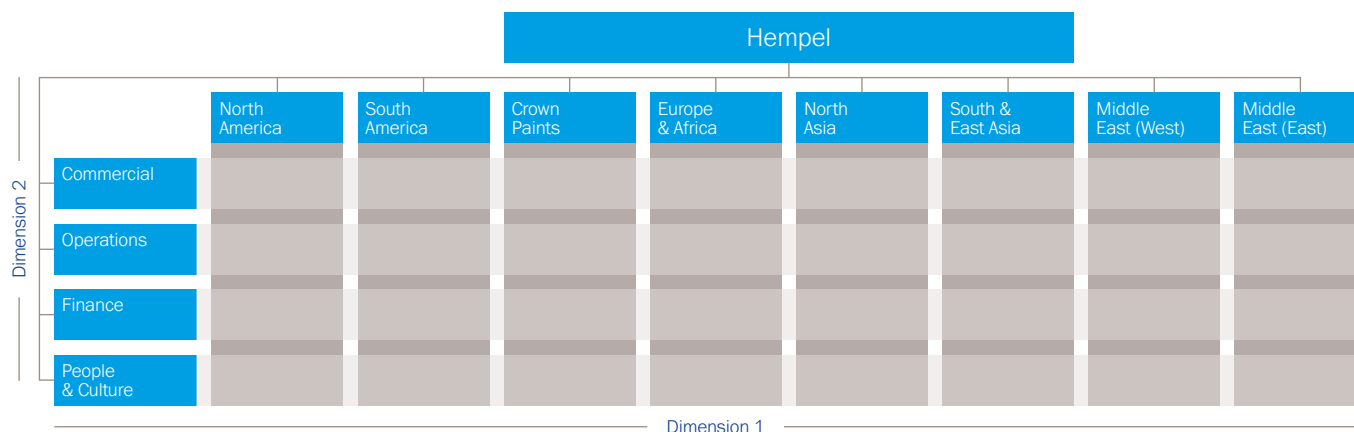 Hempel
North
America
South
America
Crown
Paints
Europe
& Africa
North
Asia
South &
East Asia
Middle
East (West)
Middle
East (East)
Dimension 2
Commercial
Operations
Finance
People
& Culture
Dimension 1